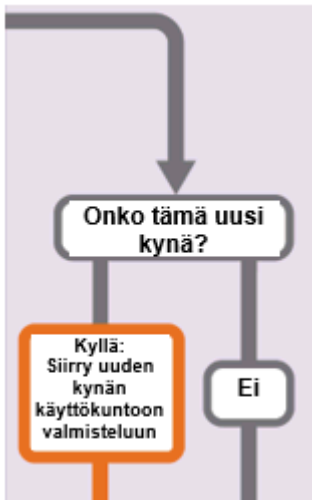 Onko tämä uusi
kynä?
Kyllä:
Siirry uuden
kynän
käyttökuntoon
valmisteluun
Ei